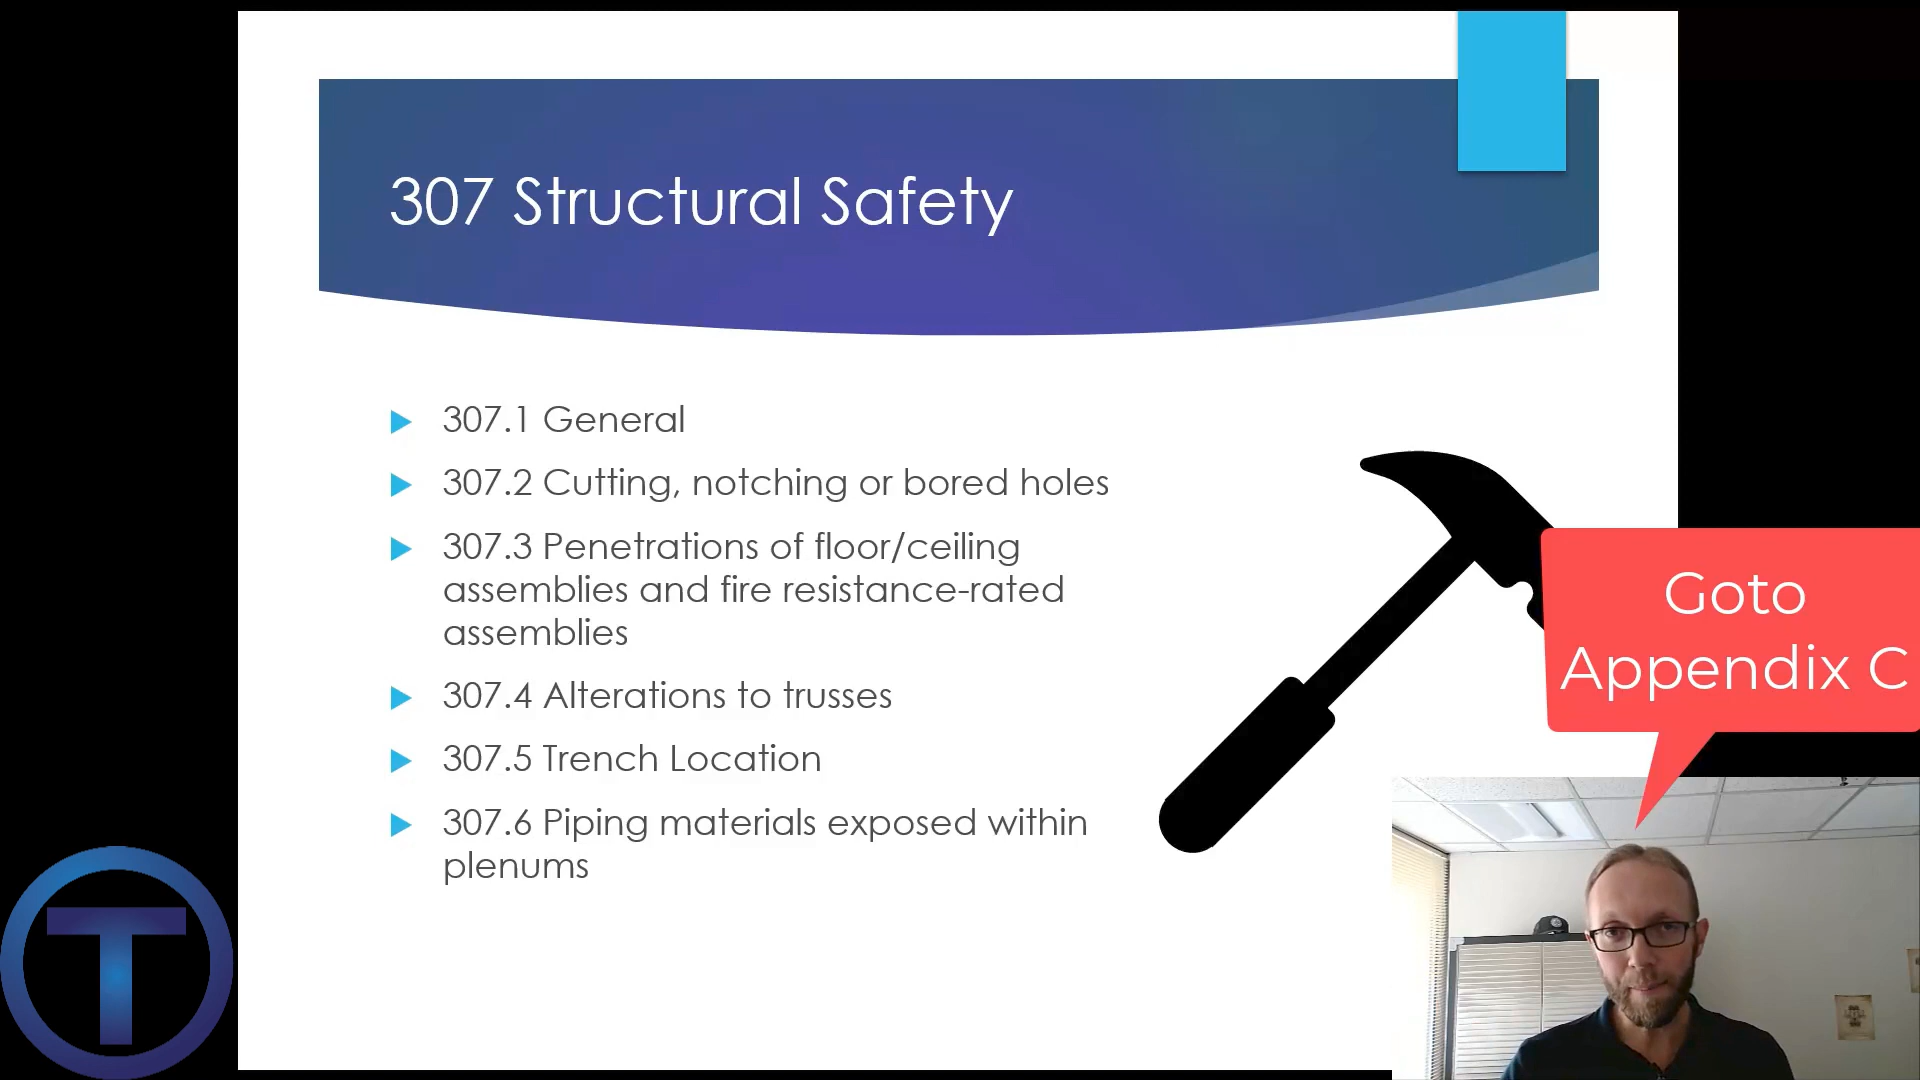 307 Structural Safety
307.1 General
307.2 Cutting, notching or bored holes
307.3 Penetrations of floor/ceiling
assemblies and fire resistance-rated
assemblies
307.4 Alterations to trusses
307.5 Trench Location
307.6 Piping materials exposed within
plenums
Goto
Appendix C
T